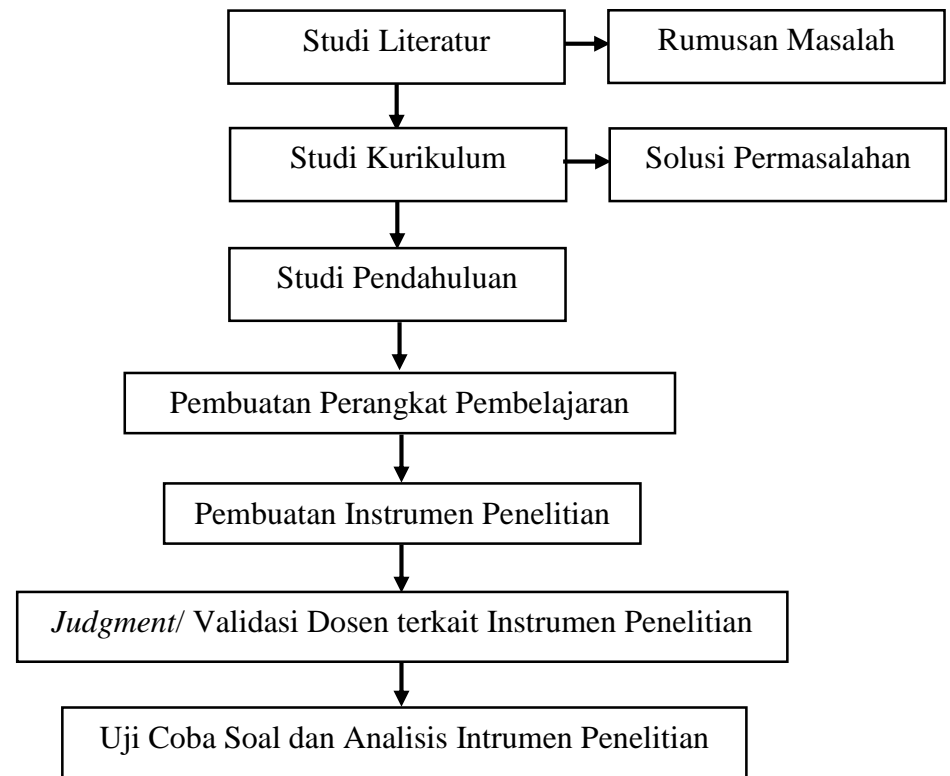 Studi Literatur
Rumusan Masalah
Studi Kurikulum
Solusi Permasalahan
Studi Pendahuluan
Pembuatan Perangkat Pembelajaran
Pembuatan Instrumen Penelitian
Judgment/ Validasi Dosen terkait Instrumen Penelitian
Uji Coba Soal dan Analisis Intrumen Penelitian